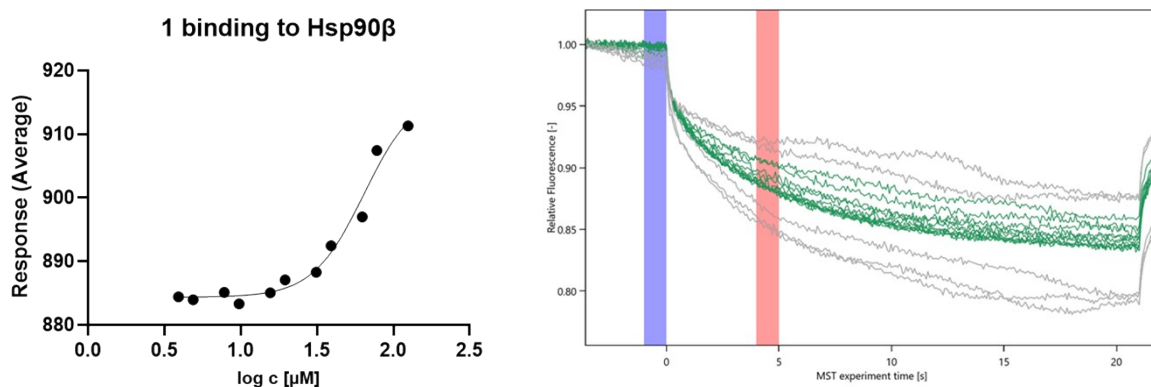 1 binding to Hsp90β
920
910
900
890
880
Response (Average)
0.0 0.5 1.0 1.5 2.0 2.5
log c [µM]
1.00
0.95
0.90
0.85
0.80
Relative Fluorescence [-]
0 5 10 15 20
MST experiment time [s]